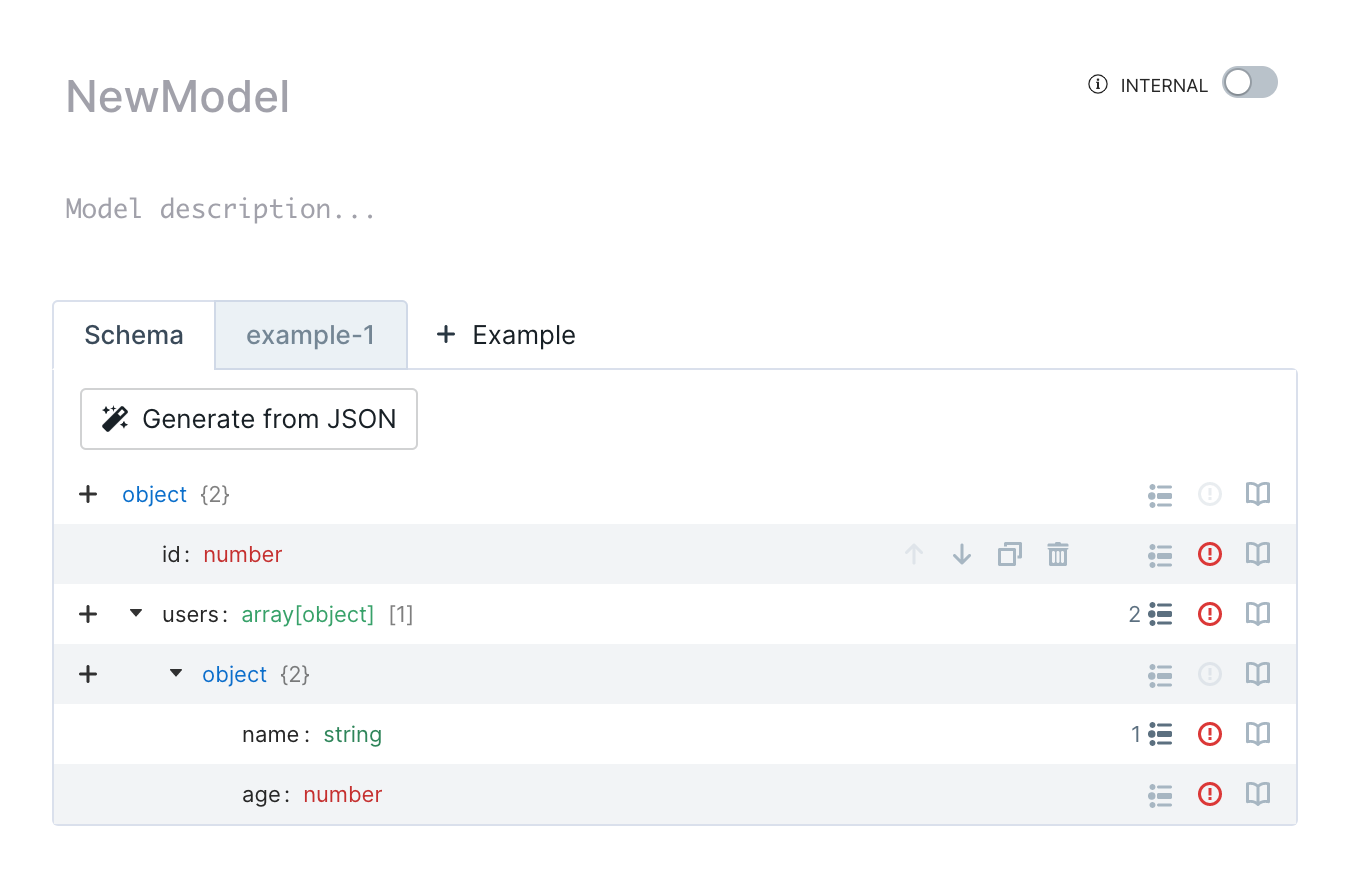 NewModel
INTERNAL
Model description...
Schema
example-1
+ Example
Generate from JSON
+ object {2}
id: number
+ users: array[object] [1] 2
+ object {2}
name: string 1
age: number